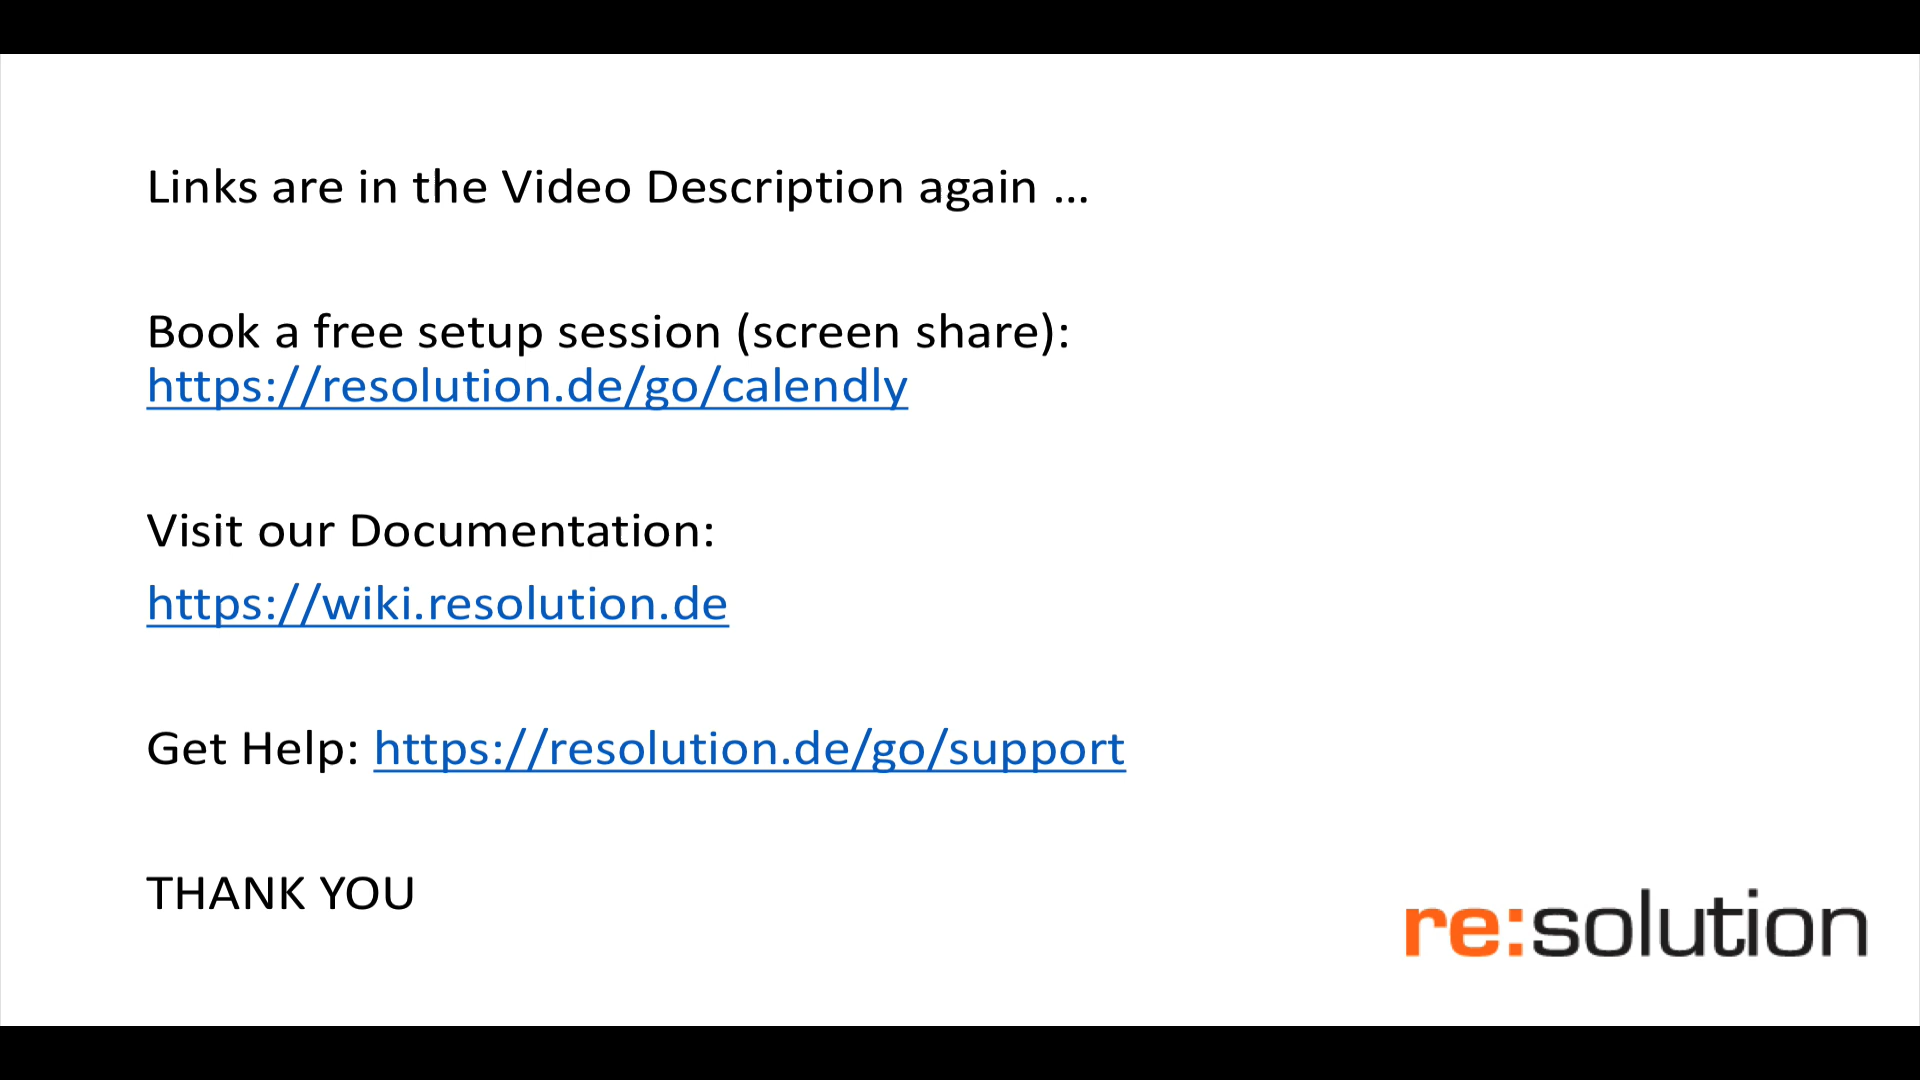 Links are in the Video Description again ...
Book a free setup session (screen share):
https://resolution.de/go/calendly
Visit our Documentation:
https://wiki.resolution.de
Get Help: https://resolution.de/go/support
THANK YOU
re:solution